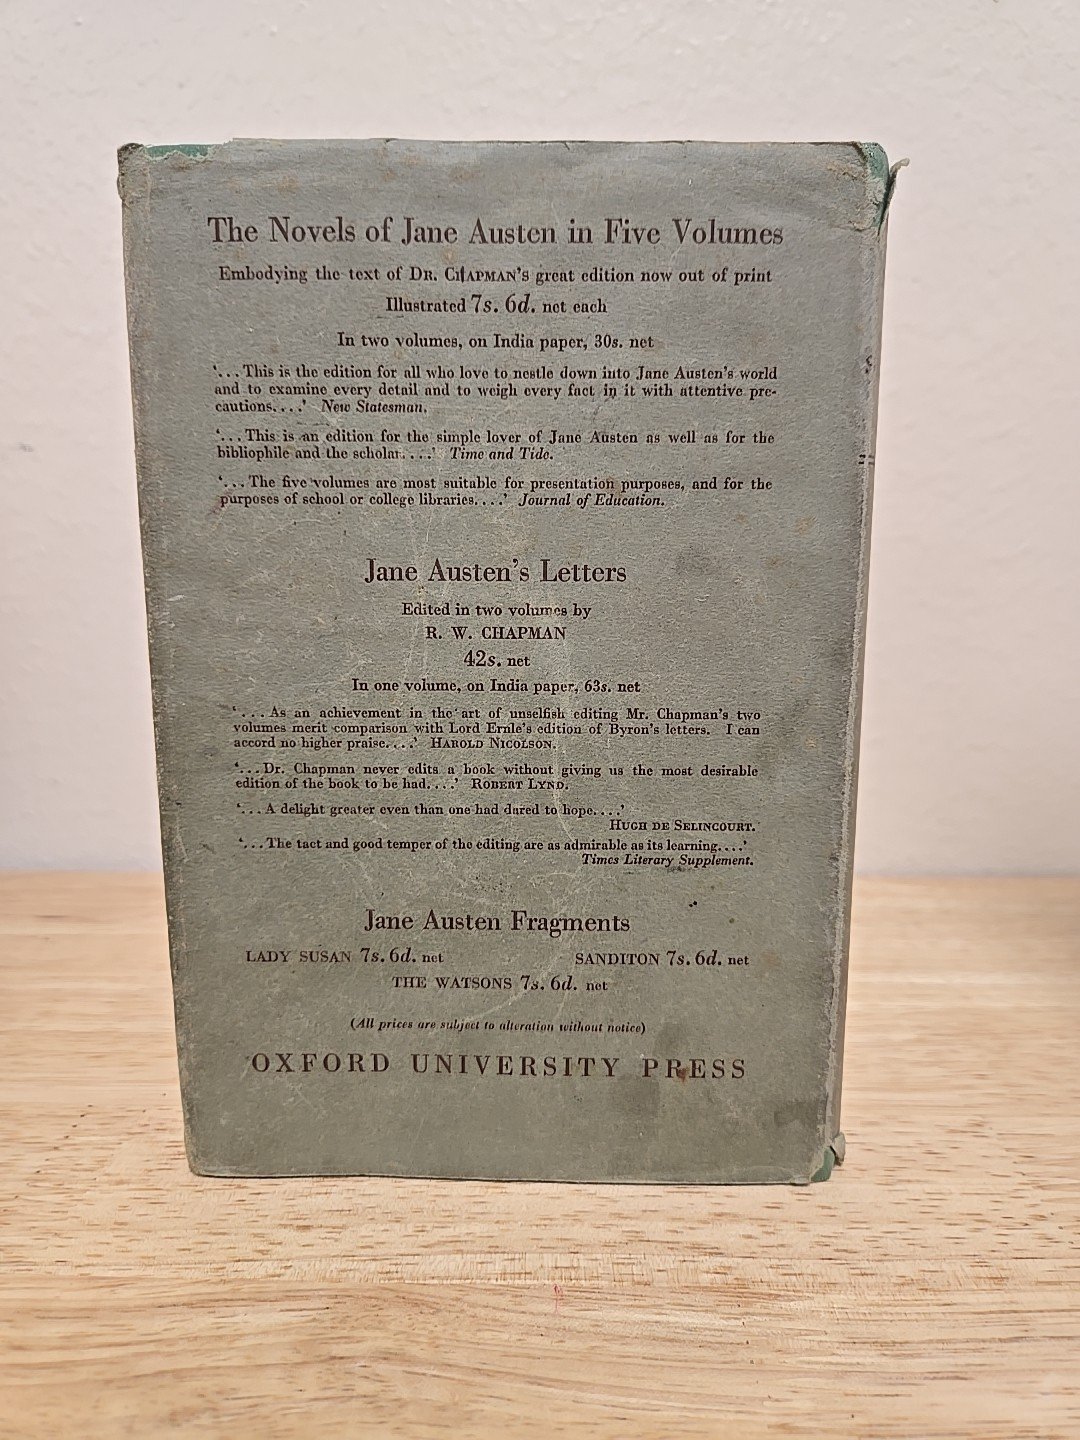 The Novels of Jane Austen in Five Volumes
Embodying the text of DR. CHAPMAN'S great edition now out of print
Illustrated 7s. 6d. net each
In two volumes, on India paper, 30s. net
'...This is the edition for all who love to nestle down into Jane Austen's world
and to examine every detail and to weigh every fact in it with attentive pre-
cautions....' New Statesman.
'...This is an edition for the simple lover of Jane Austen as well as for the
bibliophile and the scholar....' Time and Tide.
'...The five volumes are most suitable for presentation purposes, and for the
purposes of school or college libraries....' Journal of Education.
Jane Austen's Letters
Edited in two volumes by
R. W. CHAPMAN
42s. net
In one volume, on India paper, 63s. net
'...As an achievement in the art of unselfish editing Mr. Chapman's two
volumes merit comparison with Lord Ernle's edition of Byron's letters. I can
accord no higher praise....' HAROLD NICOLSON.
'...Dr. Chapman never edits a book without giving us the most desirable
edition of the book to be had....' ROBERT LYND.
'...A delight greater even than one had dared to hope....'
HUGH DE SELINCOURT.
'...The tact and good temper of the editing are as admirable as its learning....'
Times Literary Supplement.
Jane Austen Fragments
LADY SUSAN 7s. 6d. net SANDITON 7s. 6d. net
THE WATSONS 7s. 6d. net
(All prices are subject to alteration without notice)
OXFORD UNIVERSITY PRESS